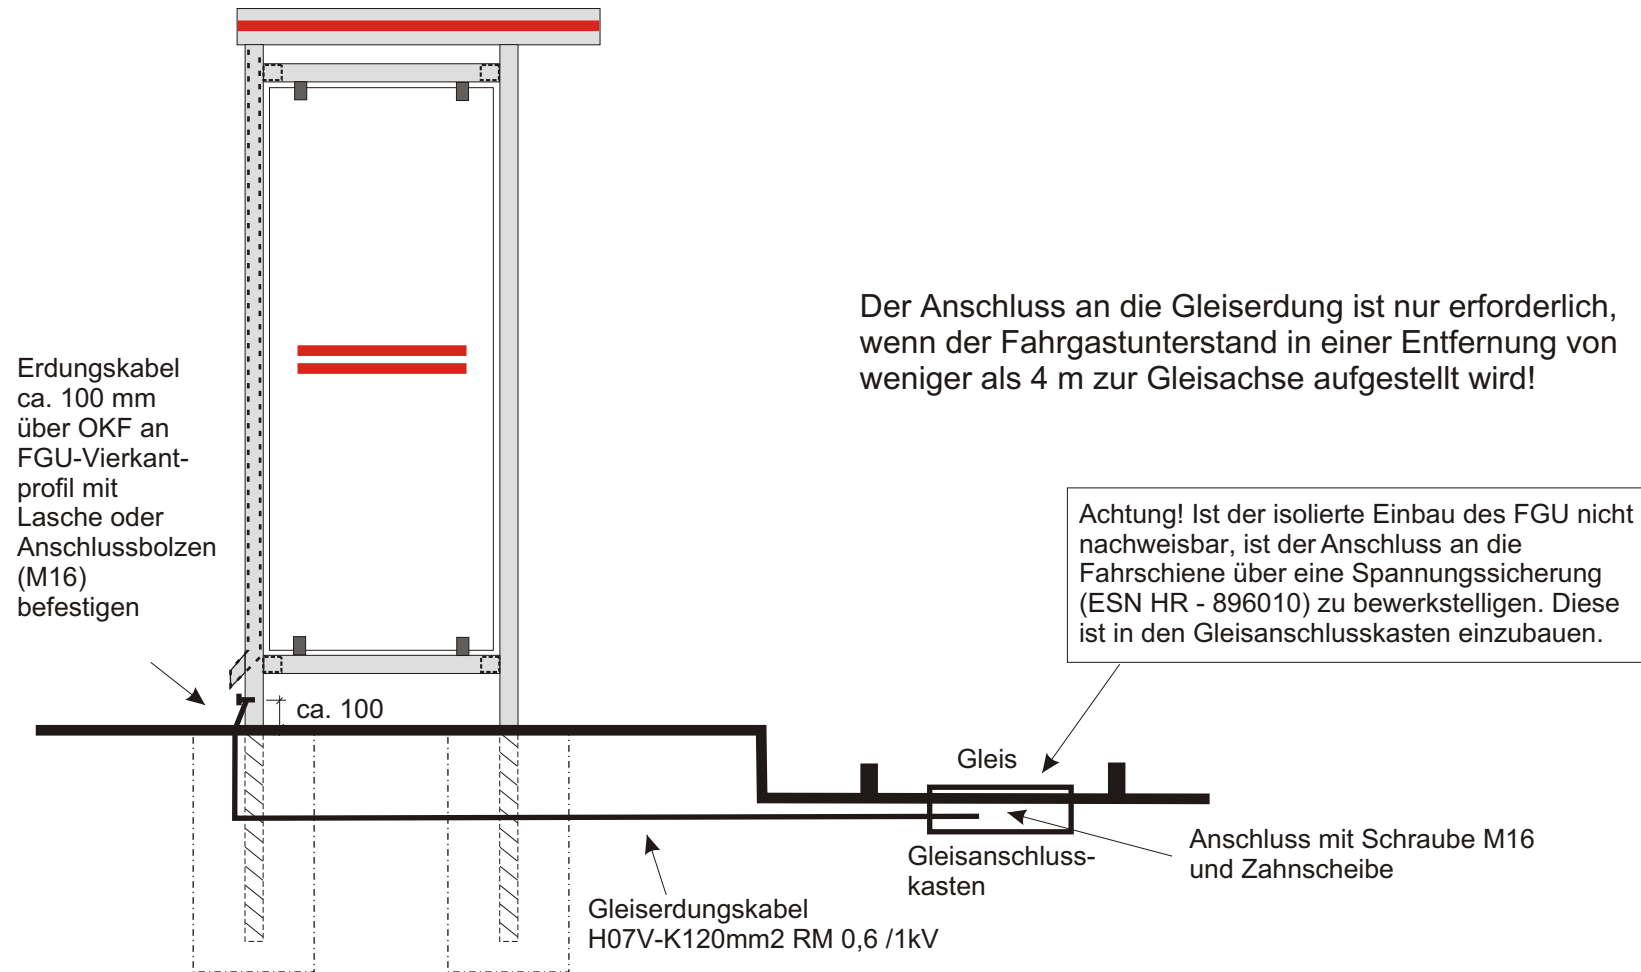 Der Anschluss an die Gleiserdung ist nur erforderlich,
wenn der Fahrgastunterstand in einer Entfernung von
weniger als 4 m zur Gleisachse aufgestellt wird!
Erdungskabel
ca. 100 mm
über OKF an
FGU-Vierkant-
profil mit
Lasche oder
Anschlussbolzen
(M16)
befestigen
Achtung! Ist der isolierte Einbau des FGU nicht
nachweisbar, ist der Anschluss an die
Fahrschiene über eine Spannungssicherung
(ESN HR - 896010) zu bewerkstelligen. Diese
ist in den Gleisanschlusskasten einzubauen.
ca. 100
Gleis
Gleisanschluss-
kasten
Anschluss mit Schraube M16
und Zahnscheibe
Gleiserdungskabel
H07V-K120mm2 RM 0,6 /1kV